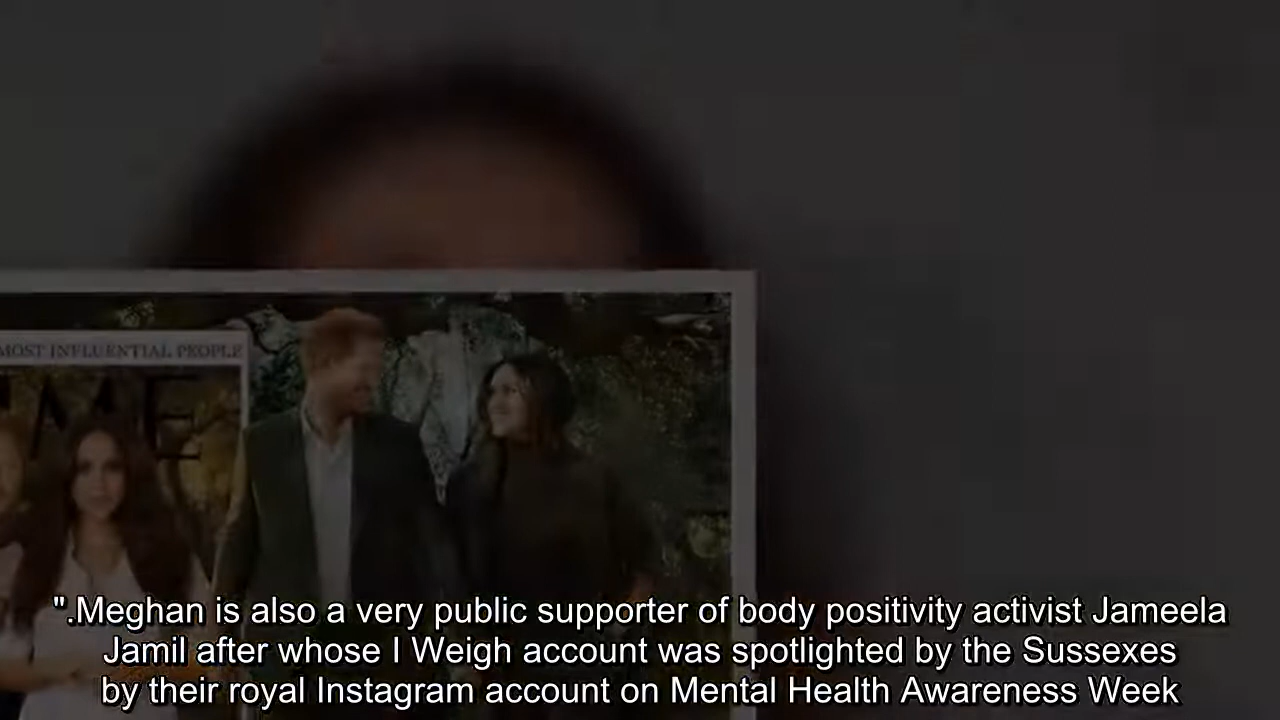 MOST INFLUENTIAL PEOPLE
".Meghan is also a very public supporter of body positivity activist Jameela
Jamil after whose I Weigh account was spotlighted by the Sussexes
by their royal Instagram account on Mental Health Awareness Week